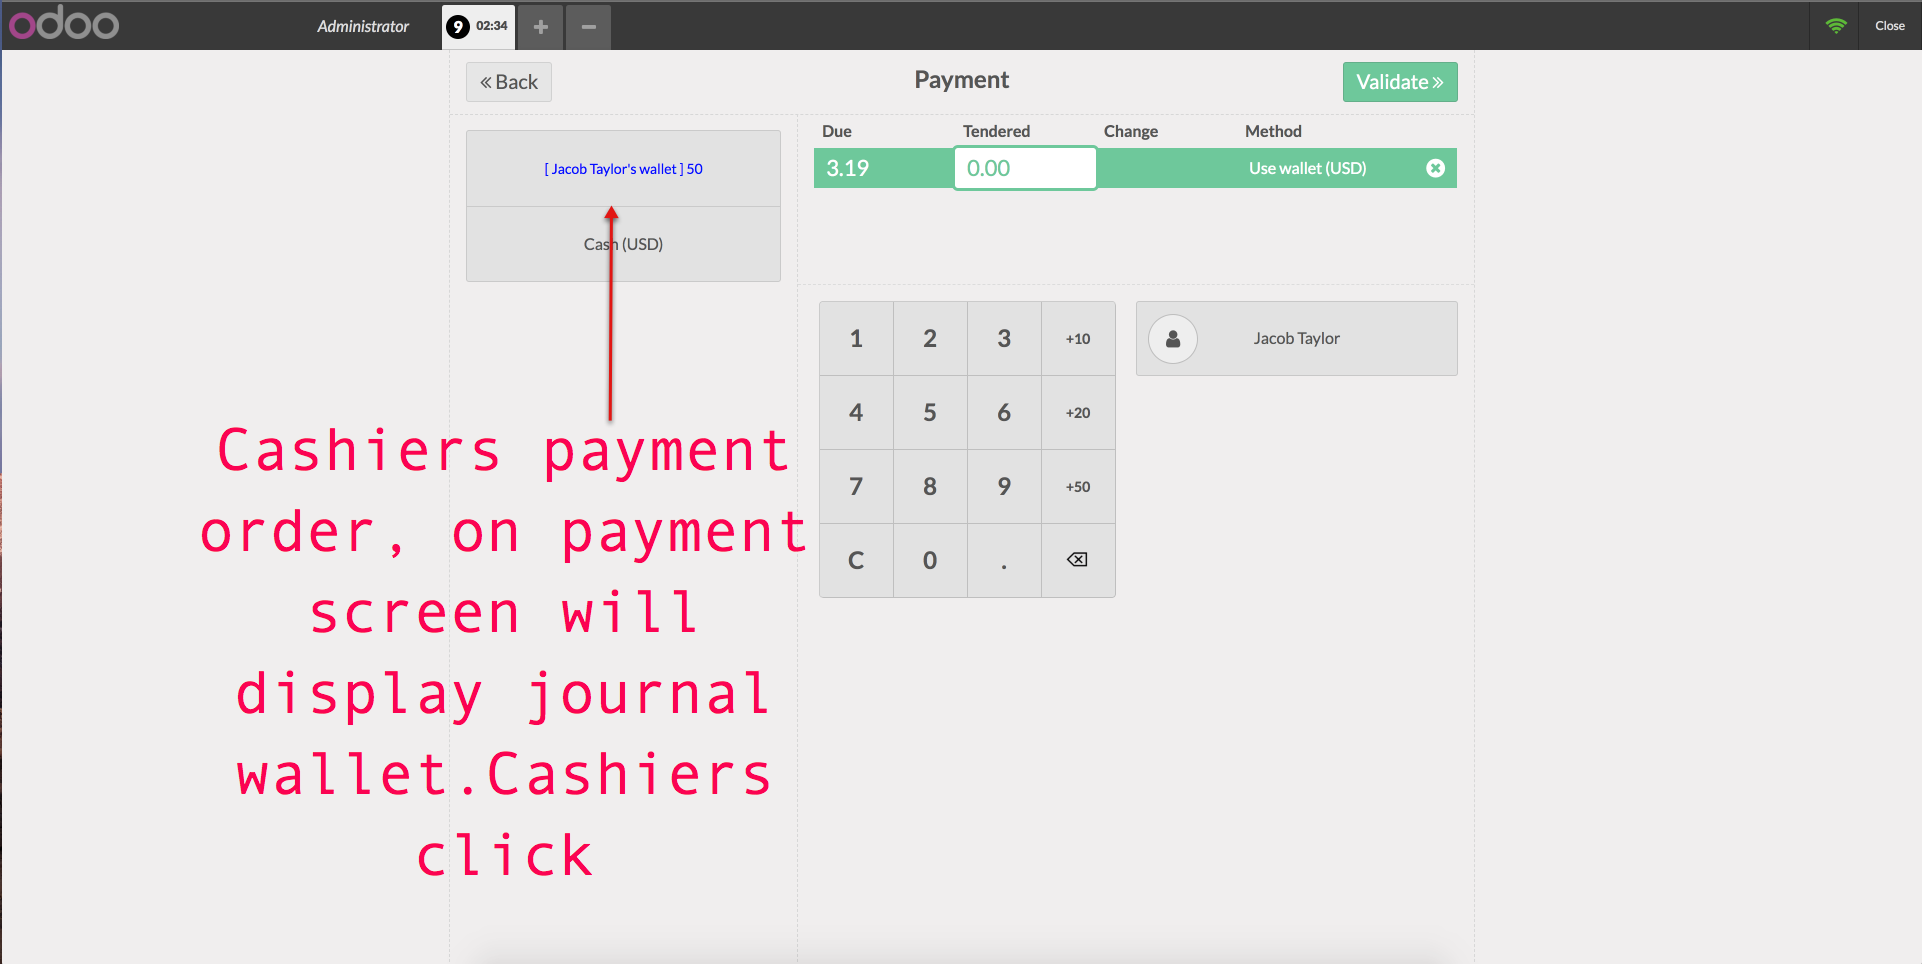 odoo
Administrator
9 02:34
+
−
Close
« Back
Payment
Validate »
Due Tendered Change Method
3.19 0.00 Use wallet (USD)
[ Jacob Taylor's wallet ] 50
Cash (USD)
1 2 3 +10
4 5 6 +20
7 8 9 +50
C 0 .
Jacob Taylor
Cashiers payment
order, on payment
screen will
display journal
wallet.Cashiers
click